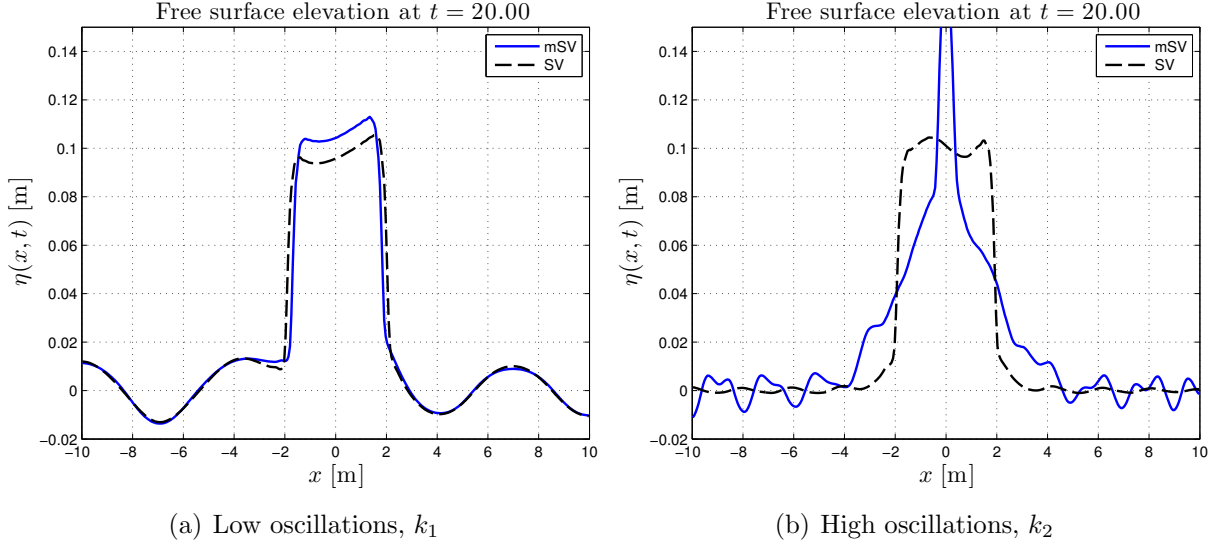 Free surface elevation at t = 20.00
mSV
SV
0.14
0.12
0.1
0.08
0.06
0.04
0.02
0
−0.02
η(x, t) [m]
−10 −8 −6 −4 −2 0 2 4 6 8 10
x [m]
(a) Low oscillations, k₁
Free surface elevation at t = 20.00
mSV
SV
0.14
0.12
0.1
0.08
0.06
0.04
0.02
0
−0.02
η(x, t) [m]
−10 −8 −6 −4 −2 0 2 4 6 8 10
x [m]
(b) High oscillations, k₂